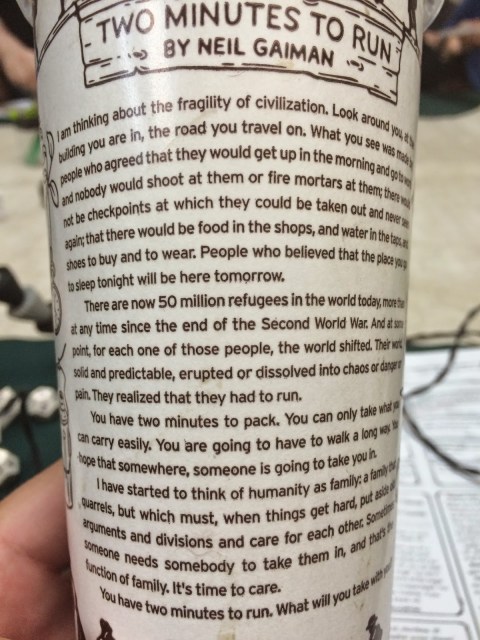 TWO MINUTES TO RUN
BY NEIL GAIMAN
I am thinking about the fragility of civilization. Look around you, at the
building you are in, the road you travel on. What you see was made
people who agreed that they would get up in the morning and go to work
and nobody would shoot at them or fire mortars at them; there would
not be checkpoints at which they could be taken out and never seen
again; that there would be food in the shops, and water in the taps, and
shoes to buy and to wear. People who believed that the place you go
to sleep tonight will be here tomorrow.
There are now 50 million refugees in the world today, more than
at any time since the end of the Second World War. And at some
point, for each one of those people, the world shifted. Their world,
solid and predictable, erupted or dissolved into chaos or danger or
pain. They realized that they had to run.
You have two minutes to pack. You can only take what you
can carry easily. You are going to have to walk a long way. You
hope that somewhere, someone is going to take you in.
I have started to think of humanity as family: a family that
quarrels, but which must, when things get hard, put aside old
arguments and divisions and care for each other. Sometimes
someone needs somebody to take them in, and that's the
function of family. It's time to care.
You have two minutes to run. What will you take with you